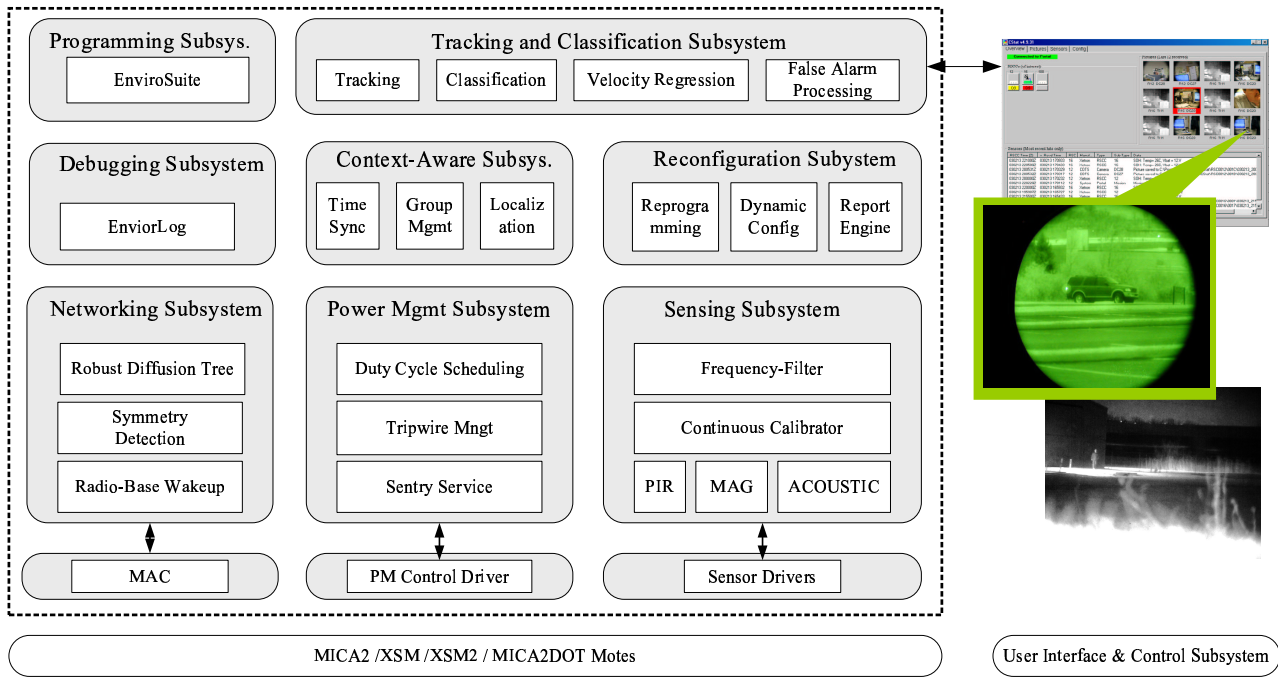 Programming Subsys.
EnviroSuite
Tracking and Classification Subsystem
Tracking
Classification
Velocity Regression
False Alarm
Processing
Debugging Subsystem
EnviorLog
Context-Aware Subsys.
Time
Sync
Group
Mgmt
Localiz
ation
Reconfiguration Subystem
Reprogra
mming
Dynamic
Config
Report
Engine
Networking Subsystem
Robust Diffusion Tree
Symmetry
Detection
Radio-Base Wakeup
Power Mgmt Subsystem
Duty Cycle Scheduling
Tripwire Mngt
Sentry Service
Sensing Subsystem
Frequency-Filter
Continuous Calibrator
PIR
MAG
ACOUSTIC
MAC
PM Control Driver
Sensor Drivers
MICA2 /XSM /XSM2 / MICA2DOT Motes
Overview
Pictures
Sensors
Config
User Interface & Control Subsystem